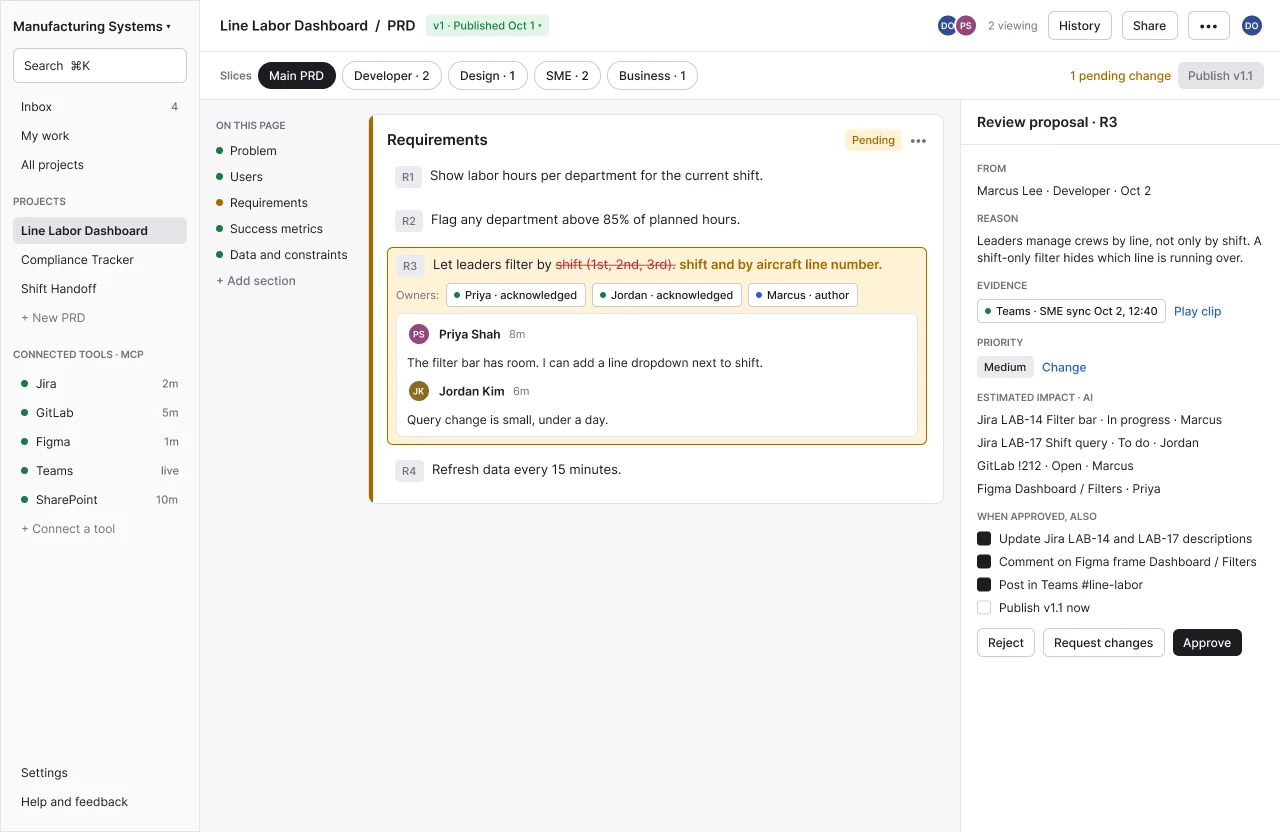 Manufacturing Systems ▾
Search ⌘K
Inbox 4
My work
All projects
PROJECTS
Line Labor Dashboard
Compliance Tracker
Shift Handoff
+ New PRD
CONNECTED TOOLS · MCP
Jira 2m
GitLab 5m
Figma 1m
Teams live
SharePoint 10m
+ Connect a tool
Settings
Help and feedback
Line Labor Dashboard / PRD v1 · Published Oct 1 ▾
DO PS 2 viewing History Share ••• DO
Slices Main PRD Developer · 2 Design · 1 SME · 2 Business · 1
1 pending change Publish v1.1
ON THIS PAGE
Problem
Users
Requirements
Success metrics
Data and constraints
+ Add section
Requirements Pending •••
R1 Show labor hours per department for the current shift.
R2 Flag any department above 85% of planned hours.
R3 Let leaders filter by shift (1st, 2nd, 3rd). shift and by aircraft line number.
Owners: Priya · acknowledged Jordan · acknowledged Marcus · author
PS Priya Shah 8m
The filter bar has room. I can add a line dropdown next to shift.
JK Jordan Kim 6m
Query change is small, under a day.
R4 Refresh data every 15 minutes.
Review proposal · R3
FROM
Marcus Lee · Developer · Oct 2
REASON
Leaders manage crews by line, not only by shift. A
shift-only filter hides which line is running over.
EVIDENCE
Teams · SME sync Oct 2, 12:40 Play clip
PRIORITY
Medium Change
ESTIMATED IMPACT · AI
Jira LAB-14 Filter bar · In progress · Marcus
Jira LAB-17 Shift query · To do · Jordan
GitLab !212 · Open · Marcus
Figma Dashboard / Filters · Priya
WHEN APPROVED, ALSO
Update Jira LAB-14 and LAB-17 descriptions
Comment on Figma frame Dashboard / Filters
Post in Teams #line-labor
Publish v1.1 now
Reject Request changes Approve